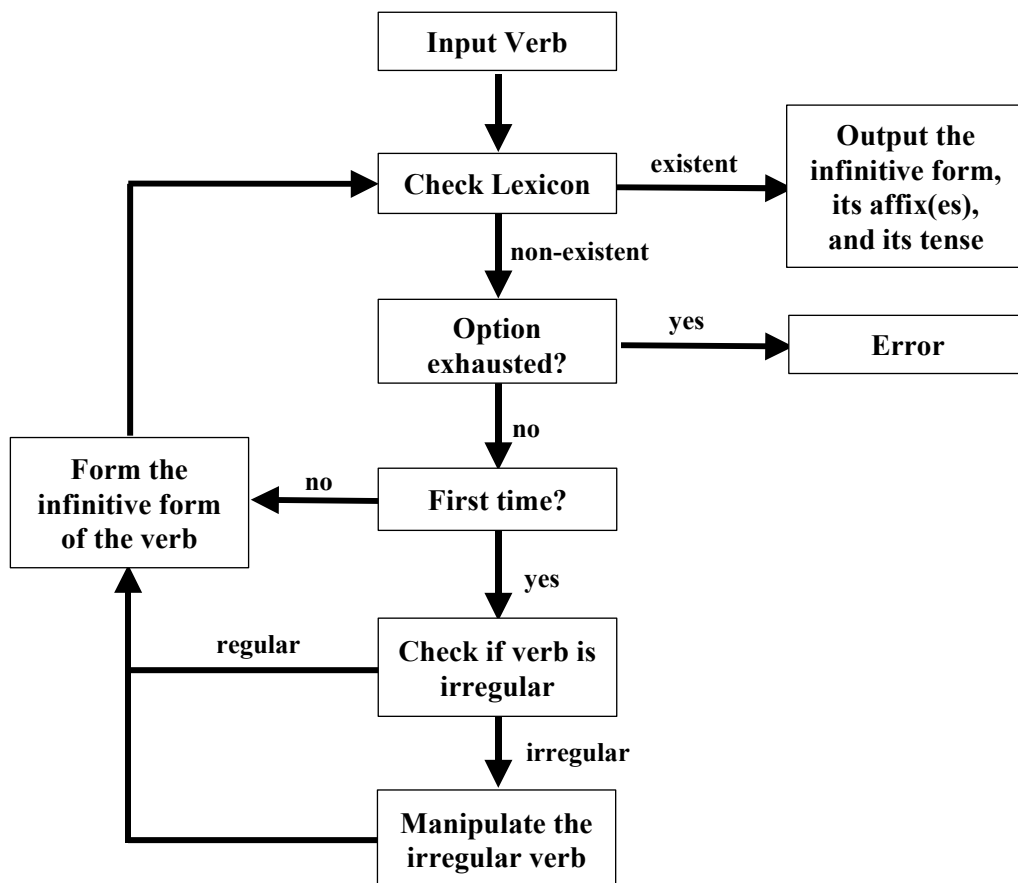 Input Verb
Check Lexicon
existent
Output the
infinitive form,
its affix(es),
and its tense
non-existent
Option
exhausted?
yes
Error
no
First time?
no
Form the
infinitive form
of the verb
yes
Check if verb is
irregular
regular
irregular
Manipulate the
irregular verb